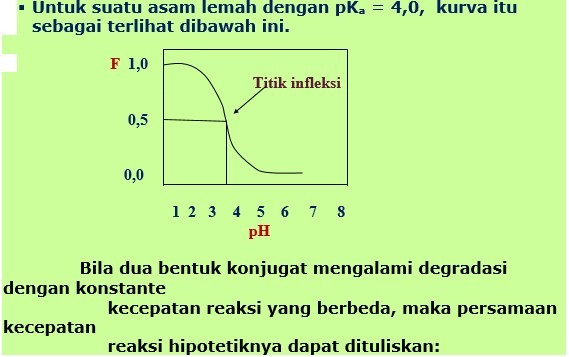 ▪ Untuk suatu asam lemah dengan pKₐ = 4,0, kurva itu
sebagai terlihat dibawah ini.
F 1,0
Titik infleksi
0,5
0,0
1 2 3 4 5 6 7 8
pH
Bila dua bentuk konjugat mengalami degradasi
dengan konstante
kecepatan reaksi yang berbeda, maka persamaan
kecepatan
reaksi hipotetiknya dapat dituliskan: